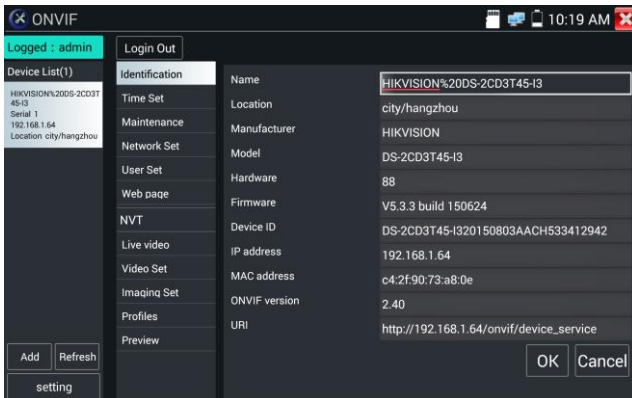 ONVIF
10:19 AM
Logged : admin
Login Out
Device List(1)
HIKVISION%20DS-2CD3T
45-I3
Serial 1
192.168.1.64
Location city/hangzhou
Identification
Time Set
Maintenance
Network Set
User Set
Web page
NVT
Live video
Video Set
Imaging Set
Profiles
Preview
Name HIKVISION%20DS-2CD3T45-I3
Location city/hangzhou
Manufacturer HIKVISION
Model DS-2CD3T45-I3
Hardware 88
Firmware V5.3.3 build 150624
Device ID DS-2CD3T45-I320150803AACH533412942
IP address 192.168.1.64
MAC address c4:2f:90:73:a8:0e
ONVIF version 2.40
URI http://192.168.1.64/onvif/device_service
Add Refresh
setting
OK Cancel